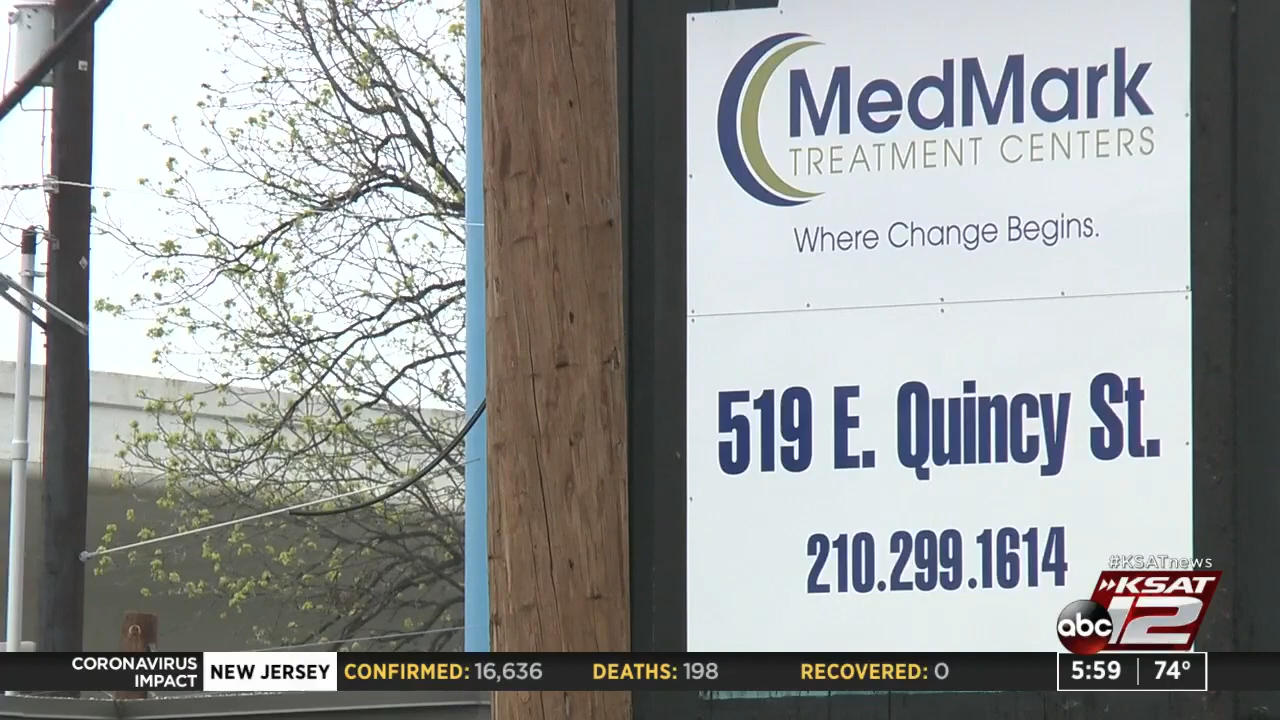 MedMark
TREATMENT CENTERS
Where Change Begins.
519 E. Quincy St.
210.299.1614
#KSATnews
KSAT
abc 12
CORONAVIRUS IMPACT NEW JERSEY CONFIRMED: 16,636 DEATHS: 198 RECOVERED: 0 5:59 74°